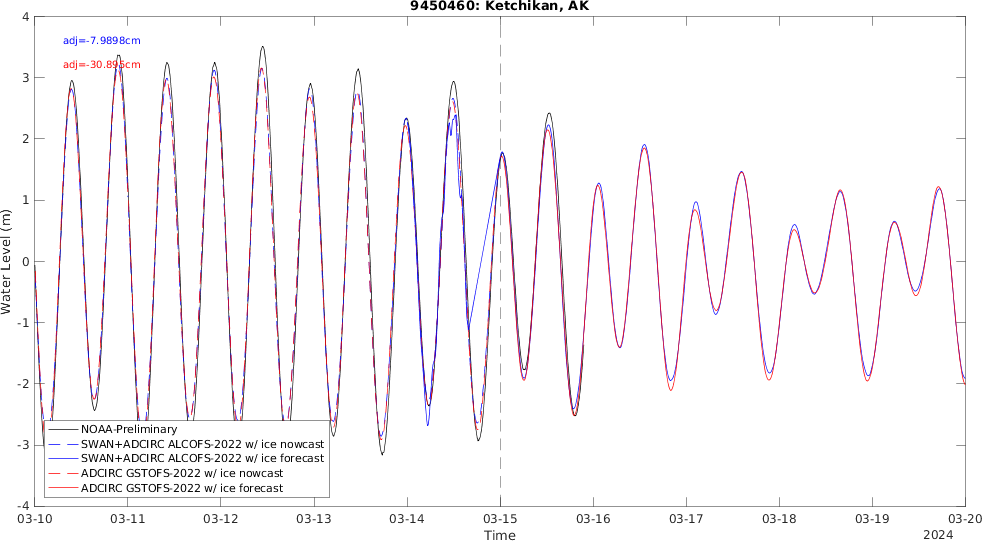 9450460: Ketchikan, AK
adj=-7.9898cm
adj=-30.895cm
Water Level (m)
4
3
2
1
0
-1
-2
-3
-4
NOAA-Preliminary
SWAN+ADCIRC ALCOFS-2022 w/ ice nowcast
SWAN+ADCIRC ALCOFS-2022 w/ ice forecast
ADCIRC GSTOFS-2022 w/ ice nowcast
ADCIRC GSTOFS-2022 w/ ice forecast
03-10 03-11 03-12 03-13 03-14 03-15 03-16 03-17 03-18 03-19 03-20
Time
2024